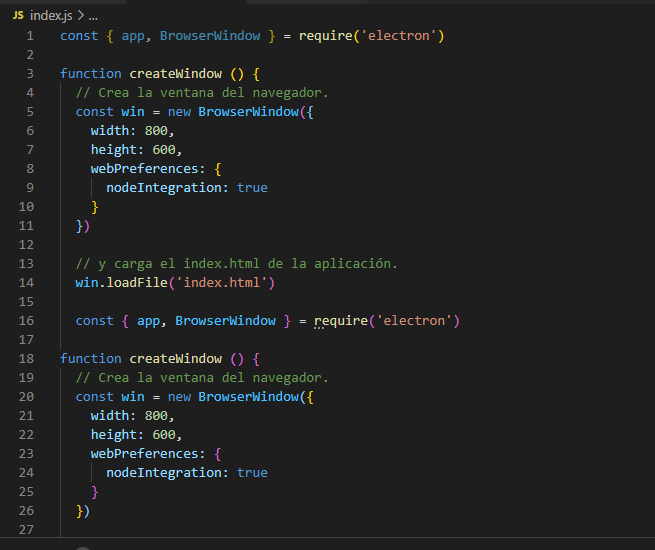 JS index.js > ...
1 const { app, BrowserWindow } = require('electron')
2
3 function createWindow () {
4   // Crea la ventana del navegador.
5   const win = new BrowserWindow({
6     width: 800,
7     height: 600,
8     webPreferences: {
9       nodeIntegration: true
10     }
11   })
12
13   // y carga el index.html de la aplicación.
14   win.loadFile('index.html')
15
16   const { app, BrowserWindow } = require('electron')
17
18 function createWindow () {
19   // Crea la ventana del navegador.
20   const win = new BrowserWindow({
21     width: 800,
22     height: 600,
23     webPreferences: {
24       nodeIntegration: true
25     }
26   })
27